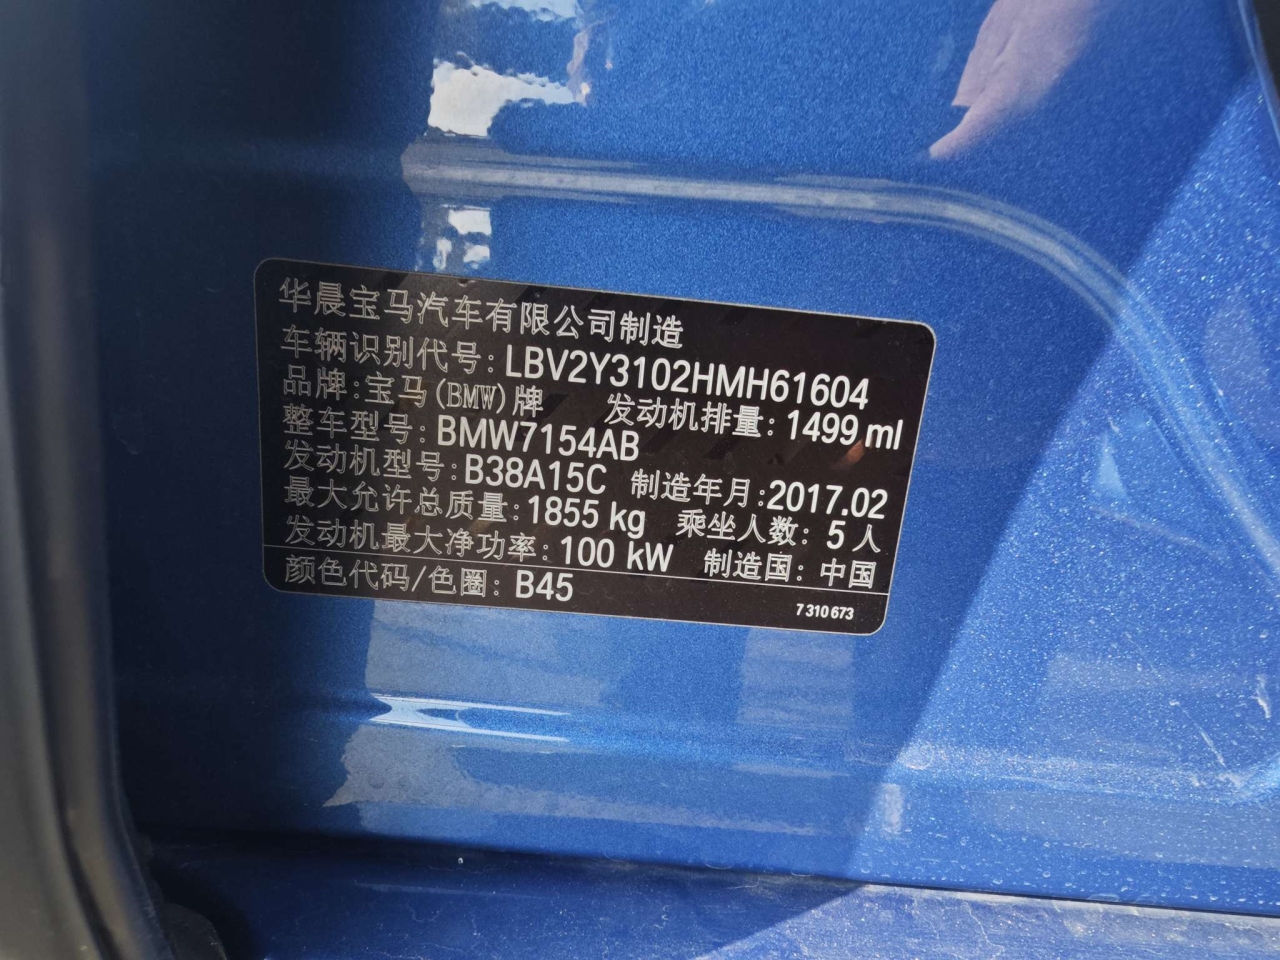 华晨宝马汽车有限公司制造
车辆识别代号: LBV2Y3102HMH61604
品牌: 宝马(BMW)牌 发动机排量: 1499 ml
整车型号: BMW7154AB
发动机型号: B38A15C 制造年月: 2017.02
最大允许总质量: 1855 kg 乘坐人数: 5人
发动机最大净功率: 100 kW 制造国: 中国
颜色代码/色圈: B45
7 310 673